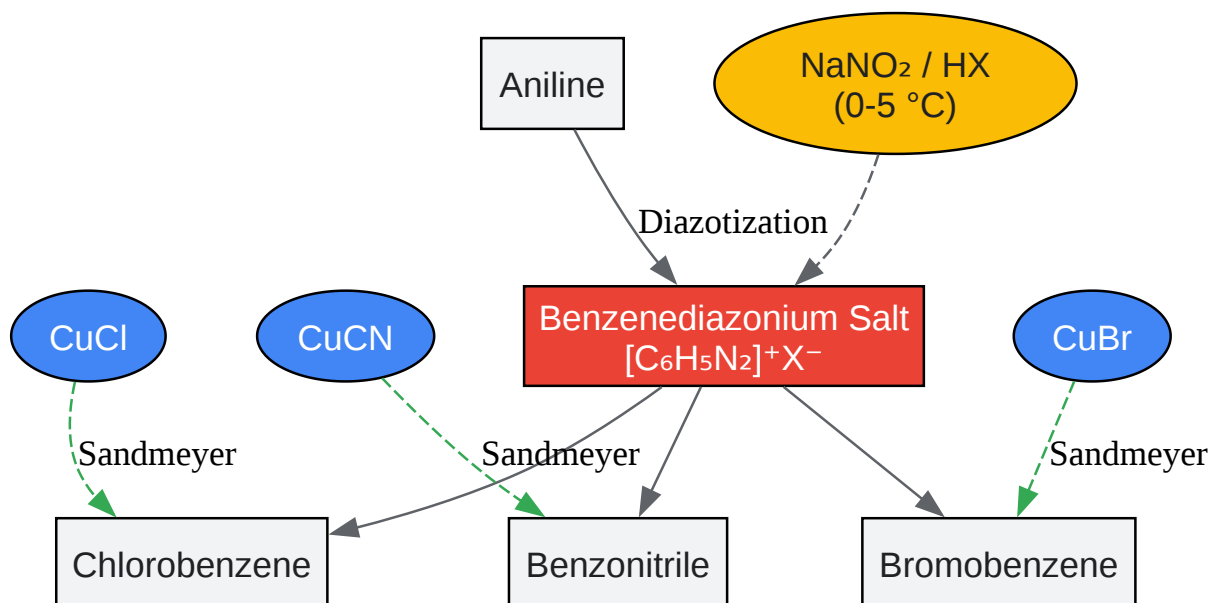 Aniline
NaNO₂ / HX
(0-5 °C)
Diazotization
Benzenediazonium Salt
[C₆H₅N₂]⁺X⁻
CuCl
CuCN
CuBr
Sandmeyer
Sandmeyer
Sandmeyer
Chlorobenzene
Benzonitrile
Bromobenzene